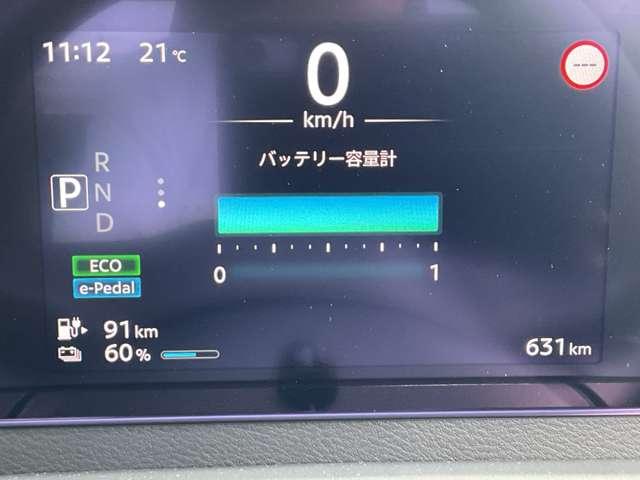 11:12 21℃
0
---
km/h
バッテリー容量計
R
P N
D
0 1
ECO
e-Pedal
91 km
60 %
631 km